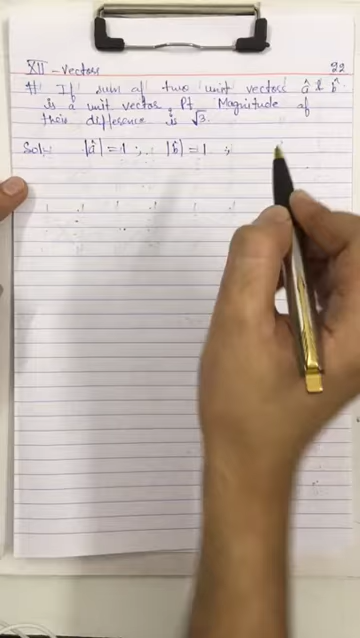 XII - Vectors 22
# If sum of two unit vectors â & b̂
is a unit vector. Pt Magnitude of
their difference is √3.
Sol: |â| = 1 ; |b̂| = 1 ;